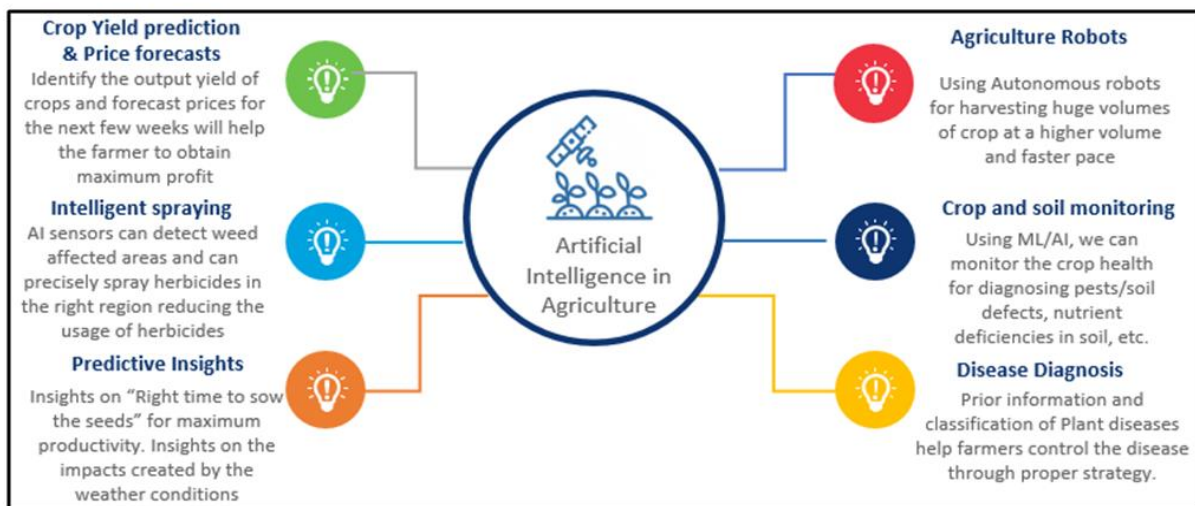 Crop Yield prediction
& Price forecasts
Identify the output yield of
crops and forecast prices for
the next few weeks will help
the farmer to obtain
maximum profit
Intelligent spraying
AI sensors can detect weed
affected areas and can
precisely spray herbicides in
the right region reducing the
usage of herbicides
Predictive Insights
Insights on “Right time to sow
the seeds” for maximum
productivity. Insights on the
impacts created by the
weather conditions
Artificial
Intelligence in
Agriculture
Agriculture Robots
Using Autonomous robots
for harvesting huge volumes
of crop at a higher volume
and faster pace
Crop and soil monitoring
Using ML/AI, we can
monitor the crop health
for diagnosing pests/soil
defects, nutrient
deficiencies in soil, etc.
Disease Diagnosis
Prior information and
classification of Plant diseases
help farmers control the disease
through proper strategy.